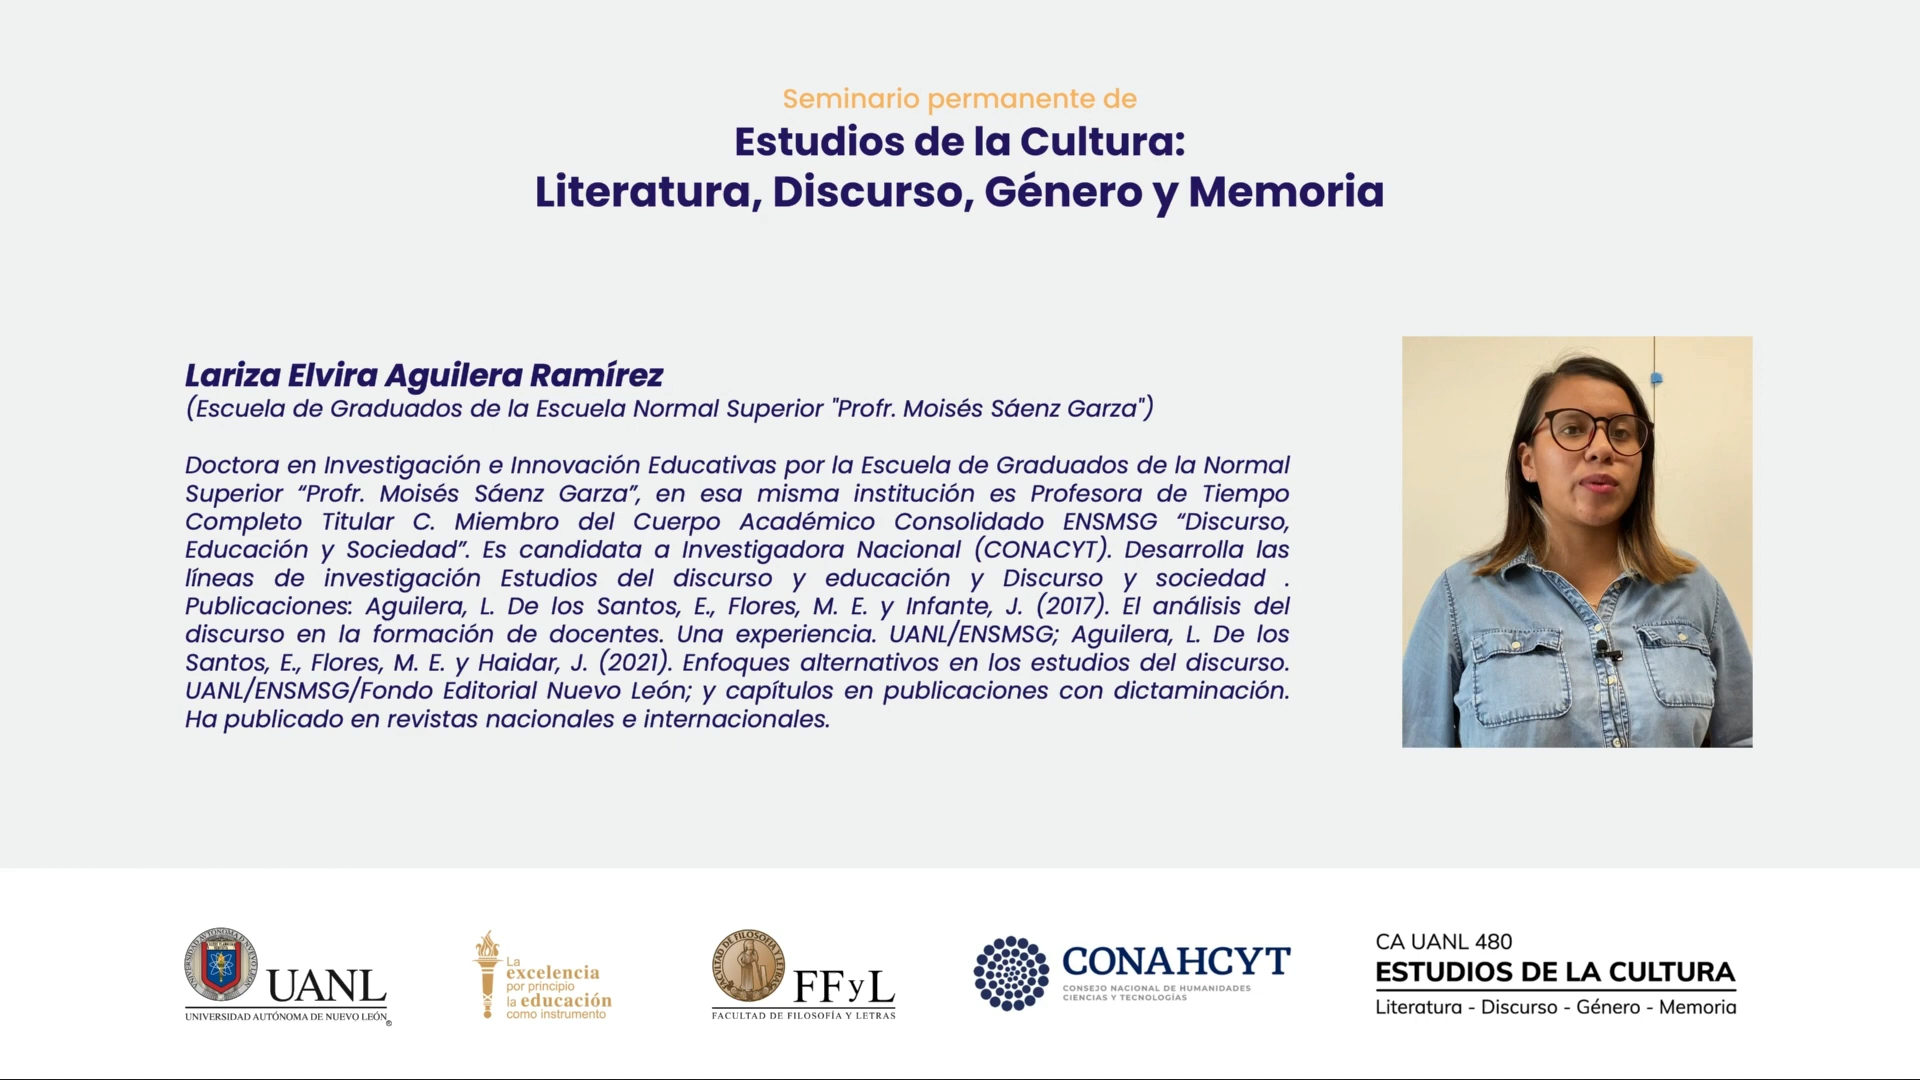 Seminario permanente de
Estudios de la Cultura:
Literatura, Discurso, Género y Memoria
Lariza Elvira Aguilera Ramírez
(Escuela de Graduados de la Escuela Normal Superior "Profr. Moisés Sáenz Garza")
Doctora en Investigación e Innovación Educativas por la Escuela de Graduados de la Normal
Superior “Profr. Moisés Sáenz Garza”, en esa misma institución es Profesora de Tiempo
Completo Titular C. Miembro del Cuerpo Académico Consolidado ENSMSG “Discurso,
Educación y Sociedad”. Es candidata a Investigadora Nacional (CONACYT). Desarrolla las
líneas de investigación Estudios del discurso y educación y Discurso y sociedad .
Publicaciones: Aguilera, L. De los Santos, E., Flores, M. E. y Infante, J. (2017). El análisis del
discurso en la formación de docentes. Una experiencia. UANL/ENSMSG; Aguilera, L. De los
Santos, E., Flores, M. E. y Haidar, J. (2021). Enfoques alternativos en los estudios del discurso.
UANL/ENSMSG/Fondo Editorial Nuevo León; y capítulos en publicaciones con dictaminación.
Ha publicado en revistas nacionales e internacionales.
UANL
UNIVERSIDAD AUTÓNOMA DE NUEVO LEÓN®
La
excelencia
por principio
la educación
como instrumento
FACULTAD DE FILOSOFÍA Y LETRAS
FFyL
FACULTAD DE FILOSOFÍA Y LETRAS
CONAHCYT
CONSEJO NACIONAL DE HUMANIDADES
CIENCIAS Y TECNOLOGÍAS
CA UANL 480
ESTUDIOS DE LA CULTURA
Literatura - Discurso - Género - Memoria